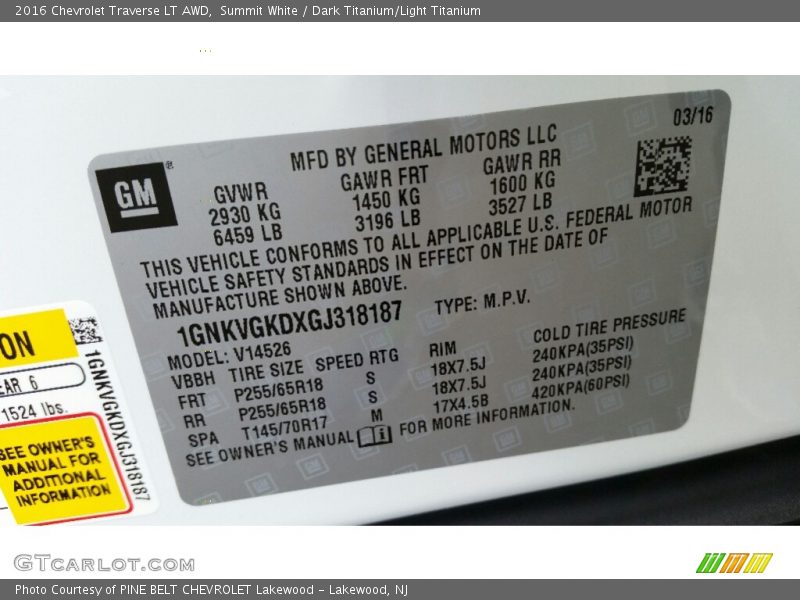 2016 Chevrolet Traverse LT AWD,  Summit White / Dark Titanium/Light Titanium
03/16
MFD BY GENERAL MOTORS LLC
GM®
GVWR GAWR FRT GAWR RR
2930 KG 1450 KG 1600 KG
6459 LB 3196 LB 3527 LB
THIS VEHICLE CONFORMS TO ALL APPLICABLE U.S. FEDERAL MOTOR
VEHICLE SAFETY STANDARDS IN EFFECT ON THE DATE OF
MANUFACTURE SHOWN ABOVE.
1GNKVGKDXGJ318187 TYPE: M.P.V.
MODEL: V14526
VBBH TIRE SIZE SPEED RTG RIM COLD TIRE PRESSURE
FRT P255/65R18 S 18X7.5J 240KPA(35PSI)
RR P255/65R18 S 18X7.5J 240KPA(35PSI)
SPA T145/70R17 M 17X4.5B 420KPA(60PSI)
SEE OWNER'S MANUAL FOR MORE INFORMATION.
ON
EAR 6
1524 lbs.
SEE OWNER'S
MANUAL FOR
ADDITIONAL
INFORMATION
1GNKVGKDXGJ318187
GTCARLOT.COM
Photo Courtesy of PINE BELT CHEVROLET Lakewood - Lakewood, NJ